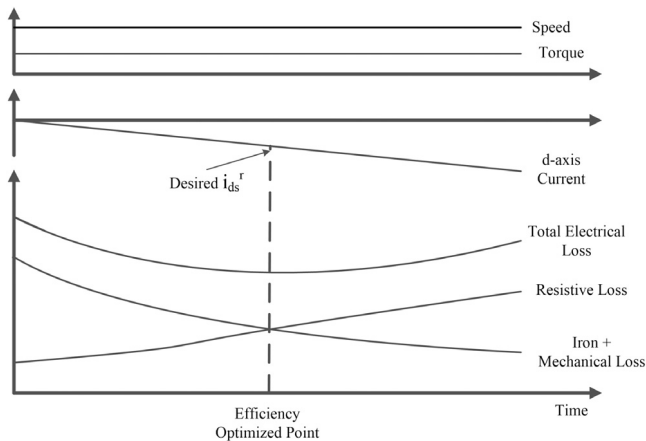 Speed
Torque
d-axis
Current
Desired i_ds^r
Total Electrical
Loss
Resistive Loss
Iron +
Mechanical Loss
Time
Efficiency
Optimized Point